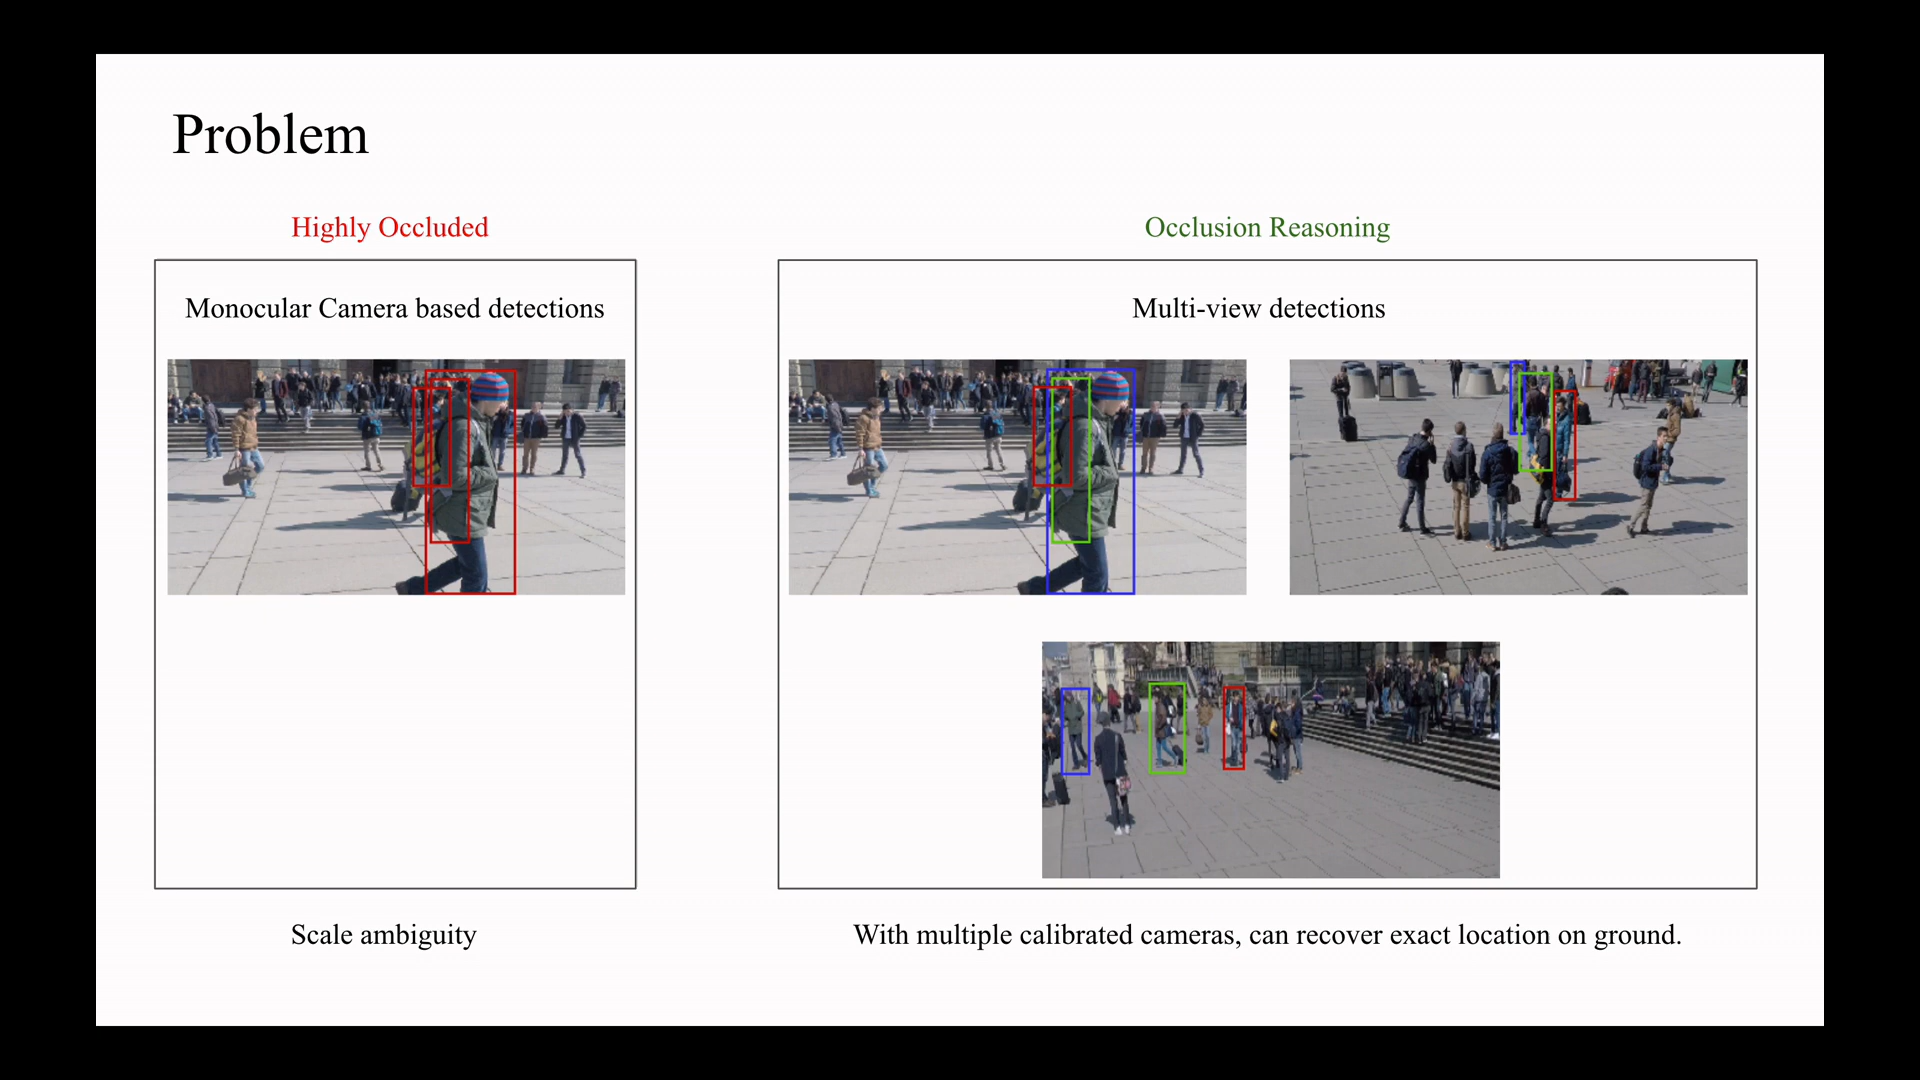 Problem
Highly Occluded
Monocular Camera based detections
Scale ambiguity
Occlusion Reasoning
Multi-view detections
With multiple calibrated cameras, can recover exact location on ground.